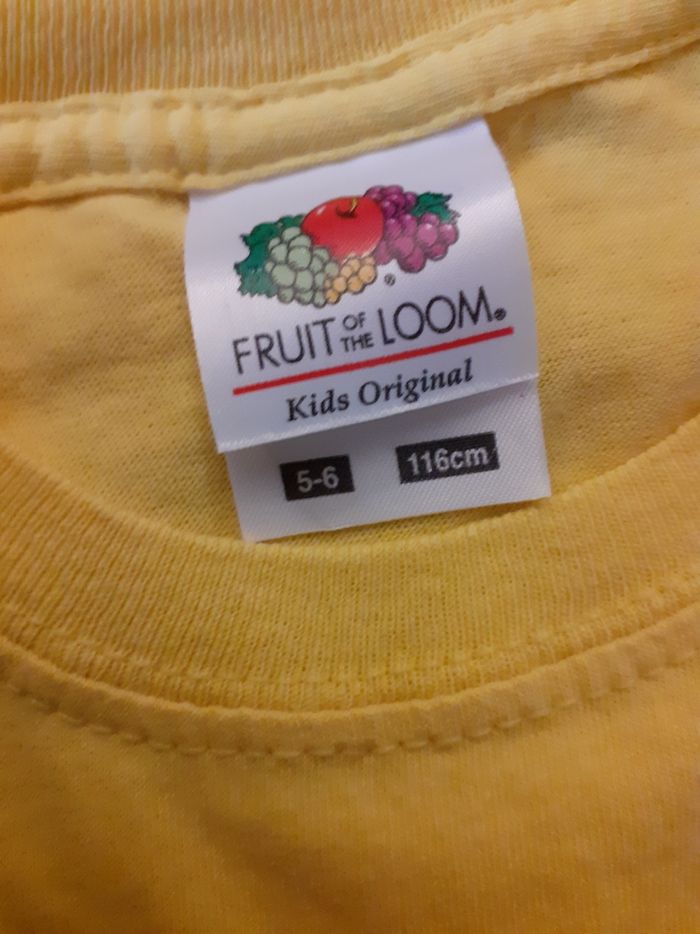 FRUIT OF THE LOOM®
Kids Original
5-6 116cm